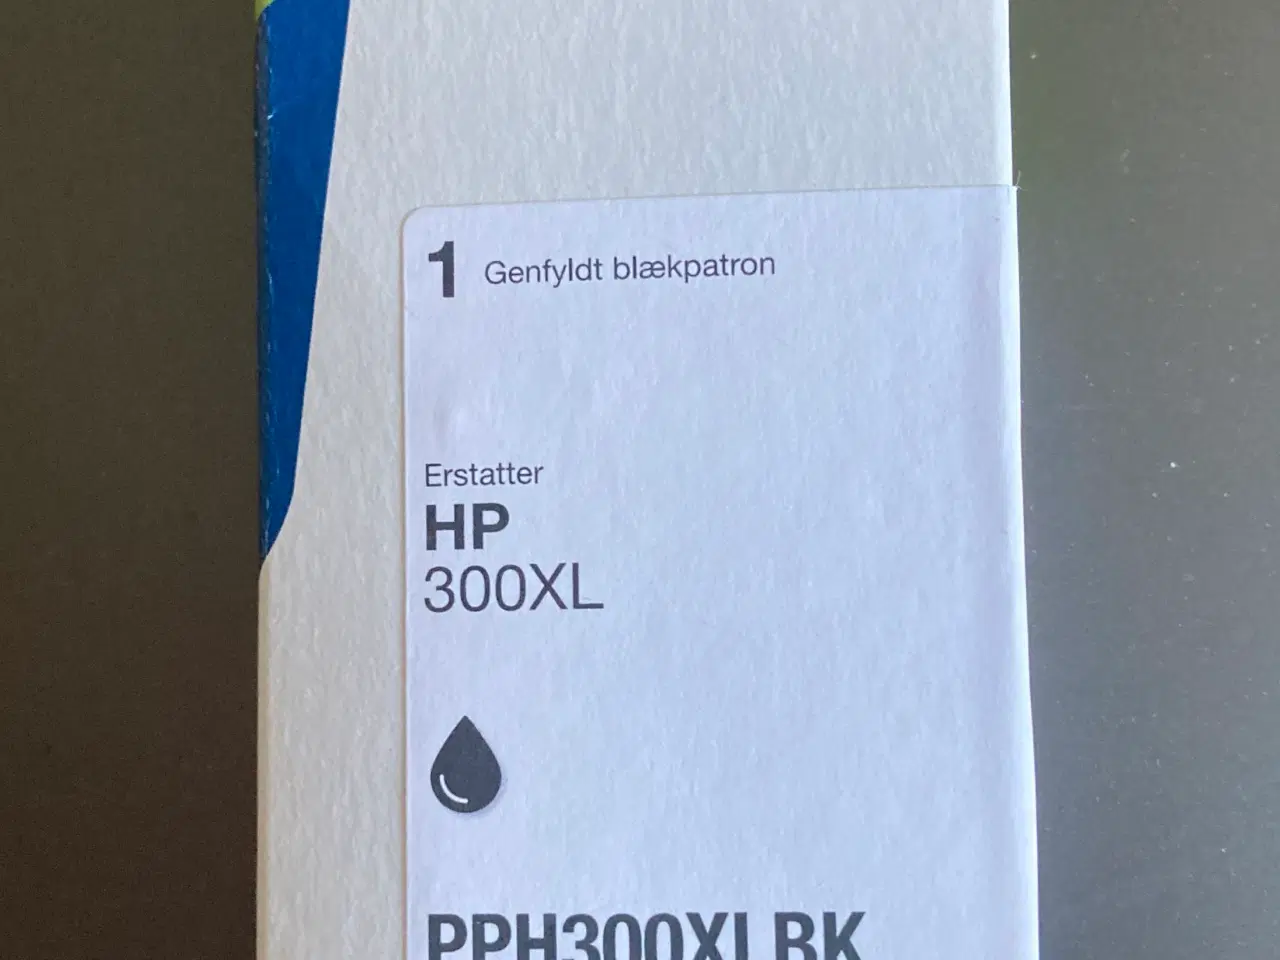 1 Genfyldt blækpatron
Erstatter
HP
300XL
PPH300XLBK